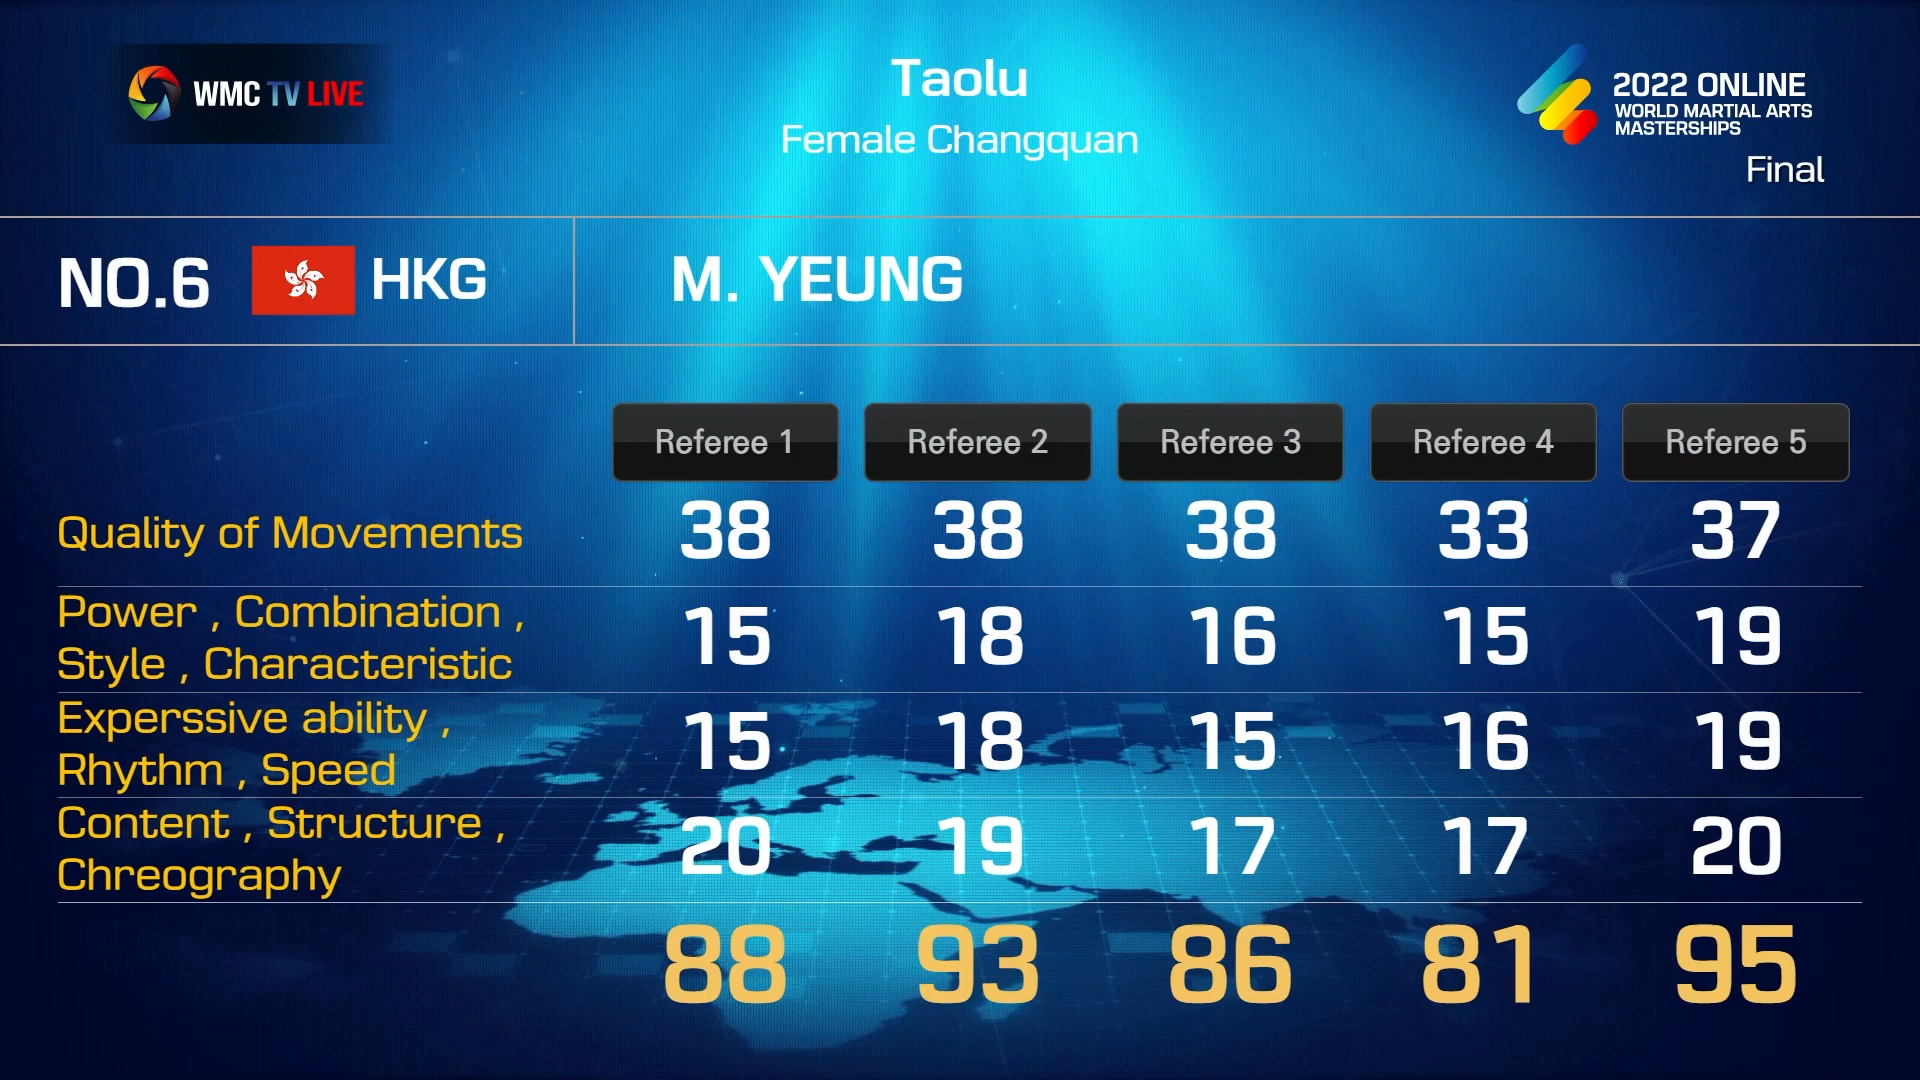 WMC TV LIVE
Taolu
Female Changquan
2022 ONLINE
WORLD MARTIAL ARTS
MASTERSHIPS
Final
NO.6 HKG M. YEUNG
Referee 1 Referee 2 Referee 3 Referee 4 Referee 5
Quality of Movements 38 38 38 33 37
Power , Combination ,
Style , Characteristic 15 18 16 15 19
Experssive ability ,
Rhythm , Speed 15 18 15 16 19
Content , Structure ,
Chreography 20 19 17 17 20
88 93 86 81 95